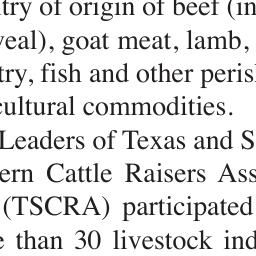 try of origin of beef (in
veal), goat meat, lamb,
try, fish and other peris
cultural commodities.
Leaders of Texas and S
ern Cattle Raisers Ass
(TSCRA) participated
e than 30 livestock ind